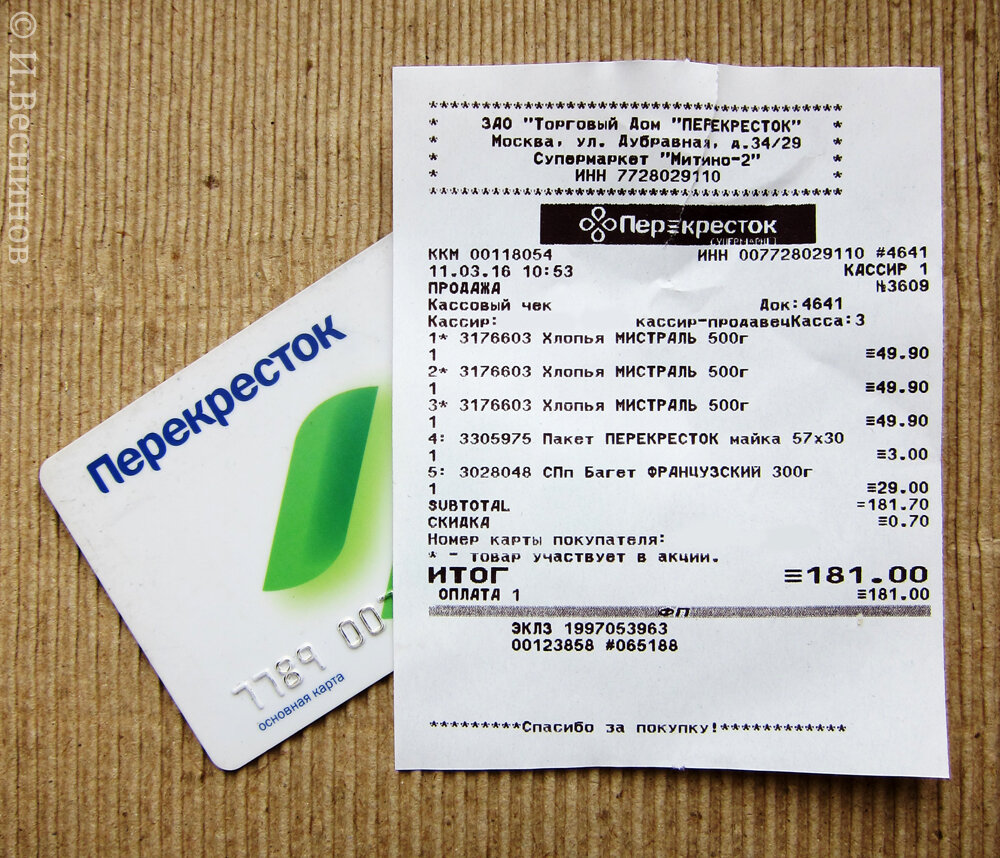 © И.Веспинов
****************************************
* ЗАО "Торговый Дом "ПЕРЕКРЕСТОК" *
* Москва, ул. Дубравная, д.34/29 *
* Супермаркет "Митино-2" *
* ИНН 7728029110 *
****************************************
Перекресток
СУПЕРМАРКЕТ
ККМ 00118054 ИНН 007728029110 #4641
11.03.16 10:53 КАССИР 1
ПРОДАЖА №3609
Кассовый чек Док:4641
Кассир: кассир-продавецКасса:3
1* 3176603 Хлопья МИСТРАЛЬ 500г
1 ≡49.90
2* 3176603 Хлопья МИСТРАЛЬ 500г
1 ≡49.90
3* 3176603 Хлопья МИСТРАЛЬ 500г
1 ≡49.90
4: 3305975 Пакет ПЕРЕКРЕСТОК майка 57х30
1 ≡3.00
5: 3028048 СПп Багет ФРАНЦУЗСКИЙ 300г
1 ≡29.00
SUBTOTAL =181.70
СКИДКА ≡0.70
Номер карты покупателя:
* - товар участвует в акции.
ИТОГ ≡181.00
ОПЛАТА 1 ≡181.00
ФП
ЭКЛЗ 1997053963
00123858 #065188
*********Спасибо за покупку!************
Перекресток
7789 007
основная карта